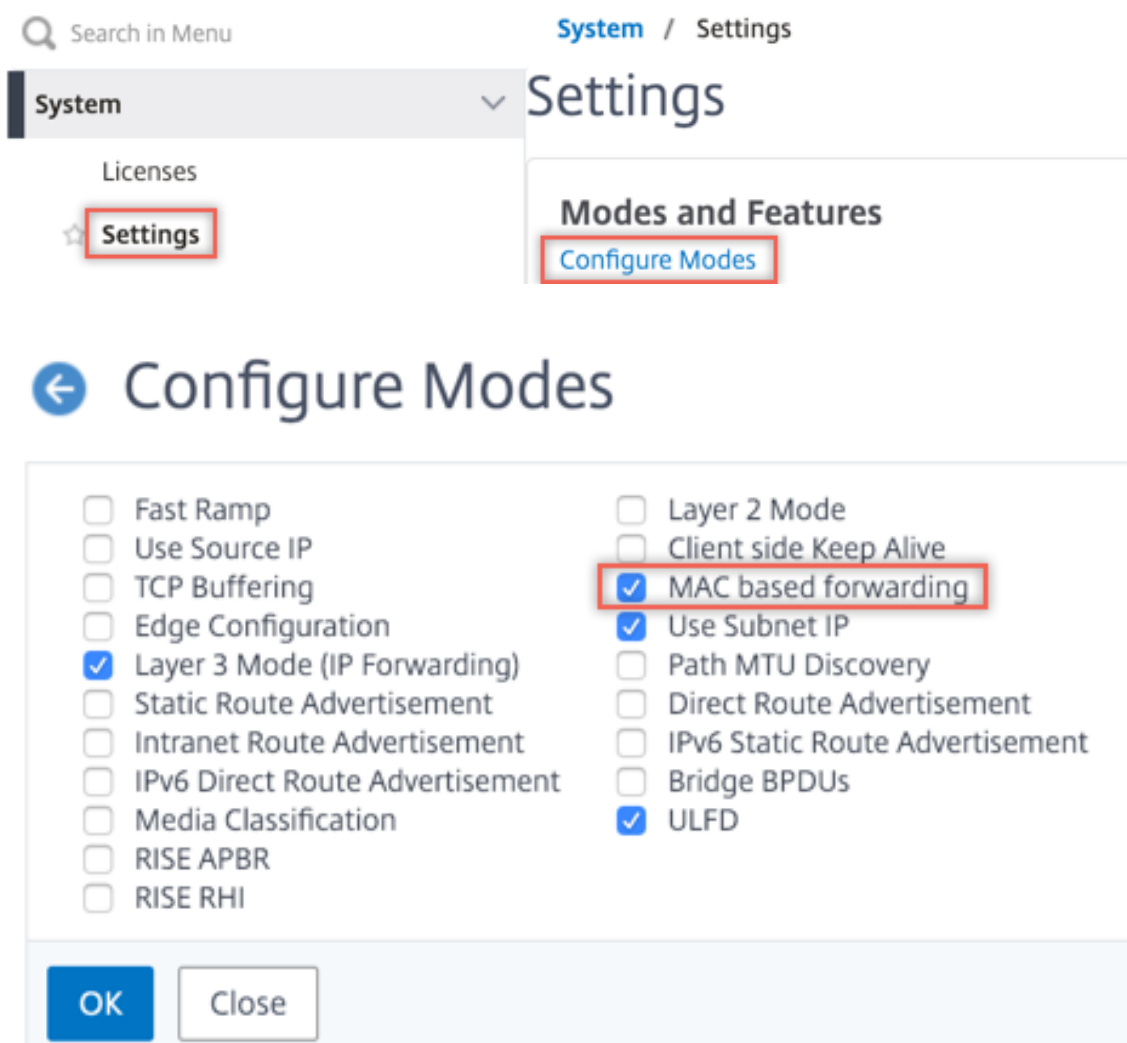 Search in Menu
System / Settings
System
Settings
Licenses
Settings
Modes and Features
Configure Modes
Configure Modes
Fast Ramp
Use Source IP
TCP Buffering
Edge Configuration
Layer 3 Mode (IP Forwarding)
Static Route Advertisement
Intranet Route Advertisement
IPv6 Direct Route Advertisement
Media Classification
RISE APBR
RISE RHI
Layer 2 Mode
Client side Keep Alive
MAC based forwarding
Use Subnet IP
Path MTU Discovery
Direct Route Advertisement
IPv6 Static Route Advertisement
Bridge BPDUs
ULFD
OK
Close